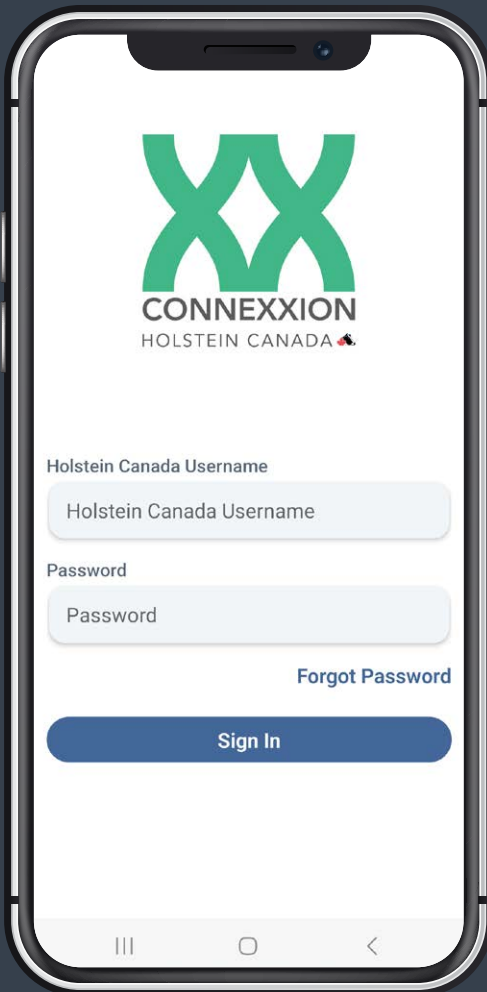 CONNEXXION
HOLSTEIN CANADA
Holstein Canada Username
Holstein Canada Username
Password
Password
Forgot Password
Sign In